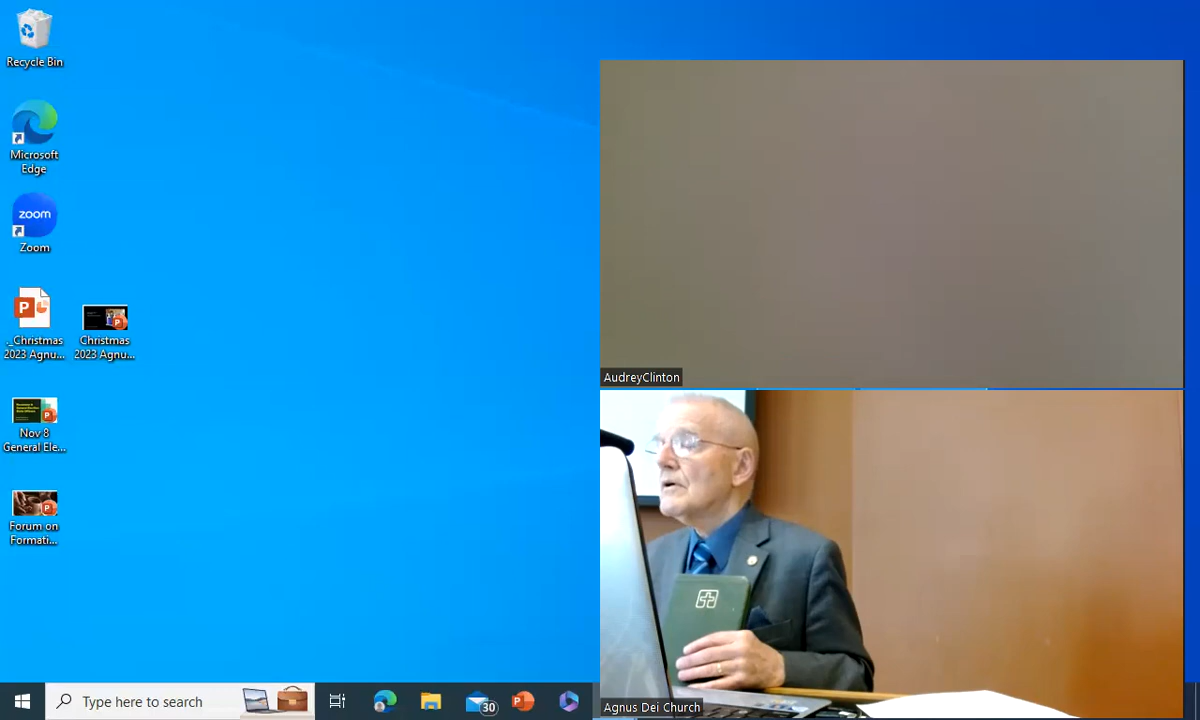 Recycle Bin
Microsoft
Edge
zoom
Zoom
._Christmas
2023 Agnu...
Christmas
2023 Agnu...
Nov 8
General Ele...
Forum on
Formati...
AudreyClinton
Agnus Dei Church
Type here to search
30